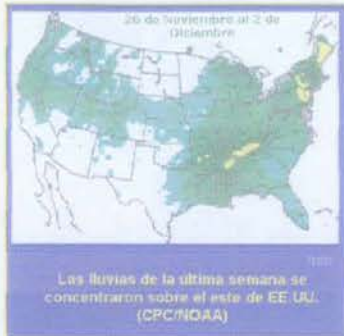 26 de Noviembre al 2 de
Diciembre
Las lluvias de la última semana se
concentraron sobre el este de EE.UU.
(CPC/NOAA)